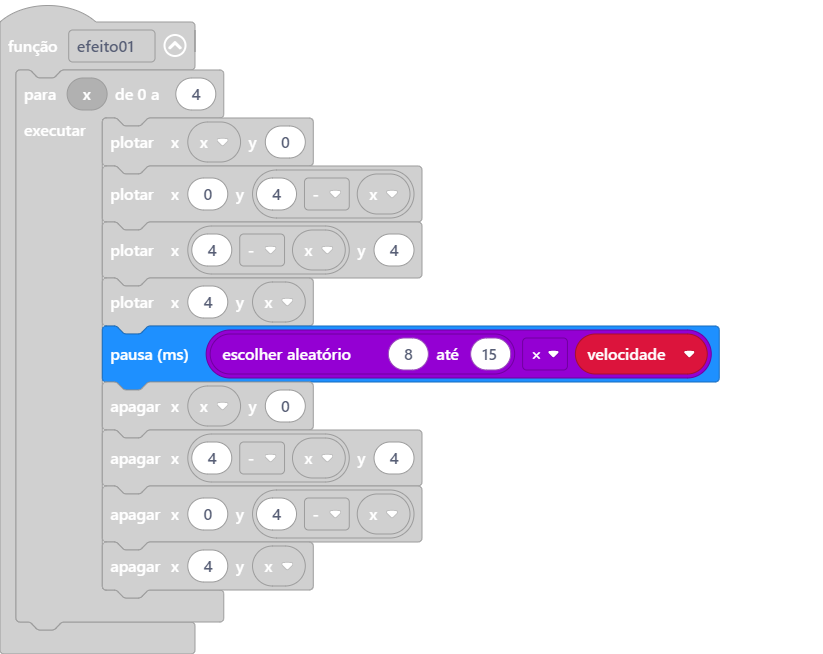 função efeito01
para x de 0 a 4
executar
plotar x x y 0
plotar x 0 y 4 - x
plotar x 4 - x y 4
plotar x 4 y x
pausa (ms) escolher aleatório 8 até 15 × velocidade
apagar x x y 0
apagar x 4 - x y 4
apagar x 0 y 4 - x
apagar x 4 y x